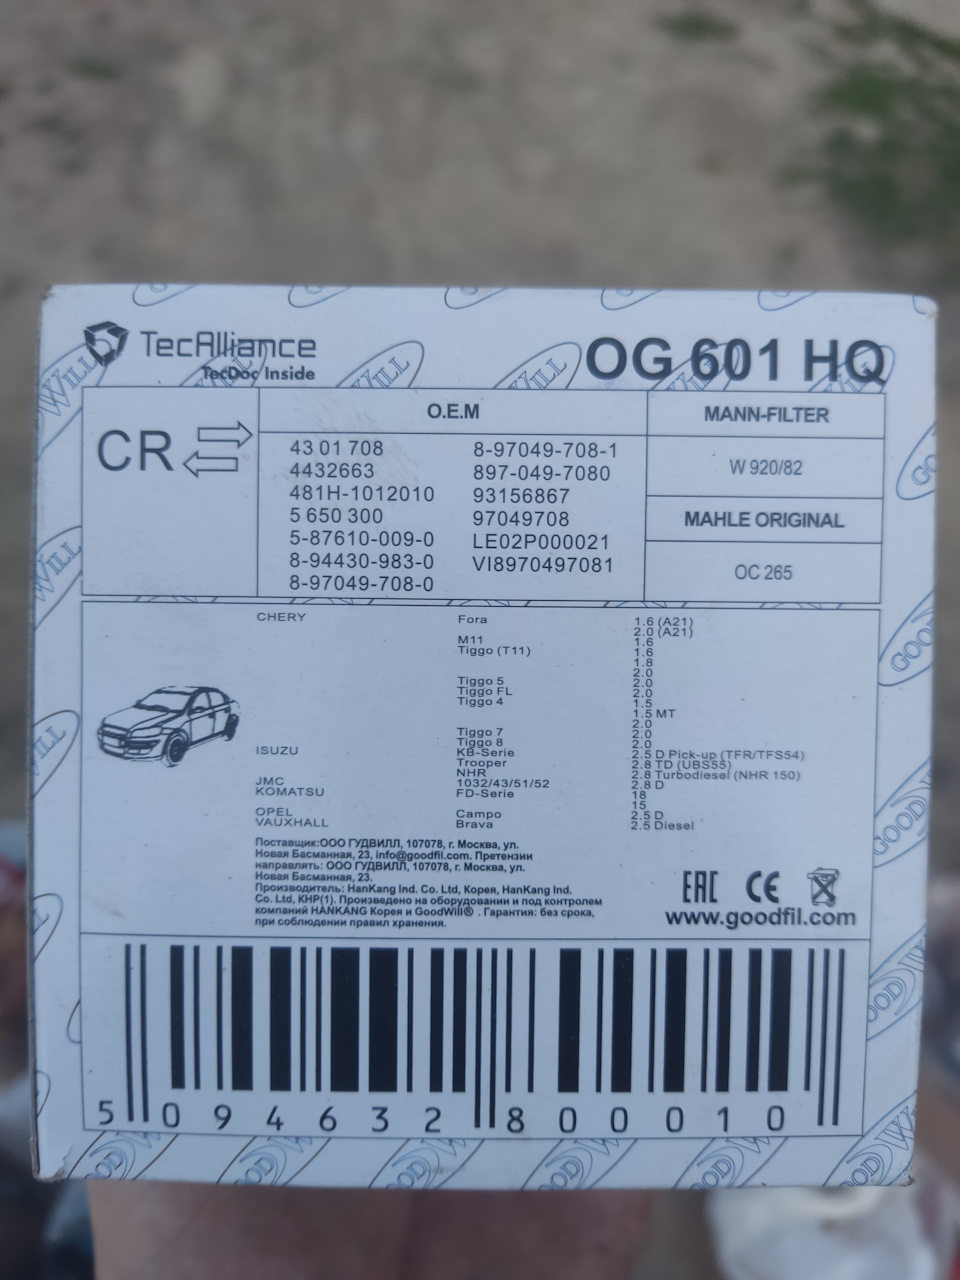 TecAlliance
TecDoc Inside
OG 601 HQ
CR
O.E.M
43 01 708
4432663
481H-1012010
5 650 300
5-87610-009-0
8-94430-983-0
8-97049-708-0
8-97049-708-1
897-049-7080
93156867
97049708
LE02P000021
VI8970497081
MANN-FILTER
W 920/82
MAHLE ORIGINAL
OC 265
CHERY Fora 1.6 (A21)
2.0 (A21)
M11 1.6
Tiggo (T11) 1.6
1.8
2.0
Tiggo 5 2.0
Tiggo FL 2.0
Tiggo 4 1.5
1.5 MT
2.0
Tiggo 7 2.0
Tiggo 8 2.0
ISUZU KB-Serie 2.5 D Pick-up (TFR/TFS54)
Trooper 2.8 TD (UBS55)
NHR 2.8 Turbodiesel (NHR 150)
JMC 1032/43/51/52 2.8 D
KOMATSU FD-Serie 18
15
OPEL Campo 2.5 D
VAUXHALL Brava 2.5 Diesel
Поставщик:ООО ГУДВИЛЛ, 107078, г. Москва, ул.
Новая Басманная, 23, info@goodfil.com. Претензии
направлять: ООО ГУДВИЛЛ, 107078, г. Москва, ул.
Новая Басманная, 23.
Производитель: HanKang Ind. Co. Ltd, Корея, HanKang Ind.
Co. Ltd, КНР(1). Произведено на оборудовании и под контролем
компаний HANKANG Корея и GoodWill® . Гарантия: без срока,
при соблюдении правил хранения.
EAC CE
www.goodfil.com
5 094632 800010